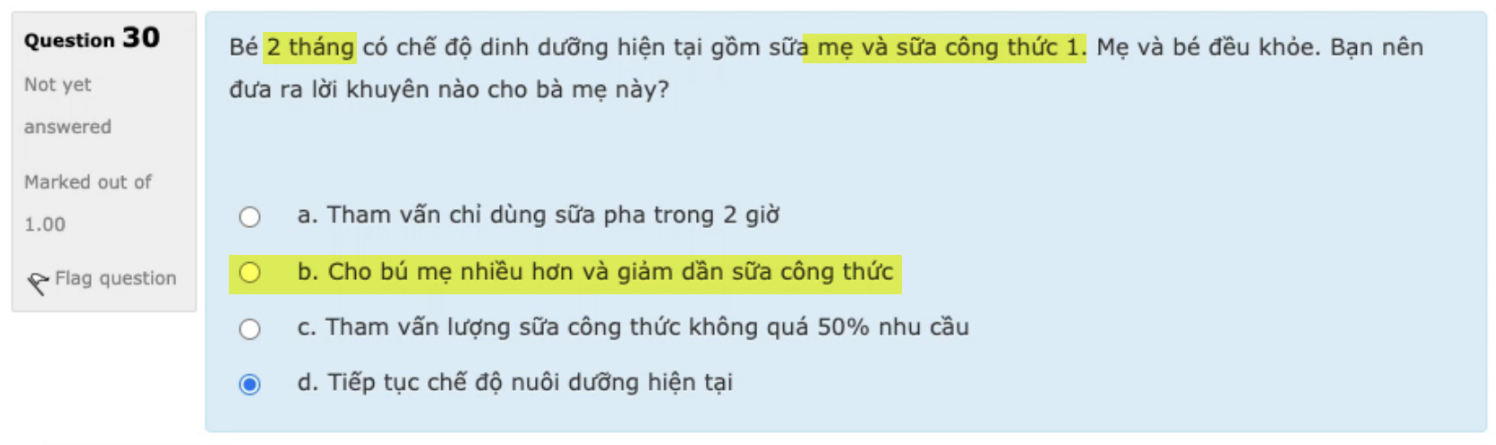 Question 30
Not yet
answered
Marked out of
1.00
Flag question
Bé 2 tháng có chế độ dinh dưỡng hiện tại gồm sữa mẹ và sữa công thức 1. Mẹ và bé đều khỏe. Bạn nên
đưa ra lời khuyên nào cho bà mẹ này?
a. Tham vấn chỉ dùng sữa pha trong 2 giờ
b. Cho bú mẹ nhiều hơn và giảm dần sữa công thức
c. Tham vấn lượng sữa công thức không quá 50% nhu cầu
d. Tiếp tục chế độ nuôi dưỡng hiện tại